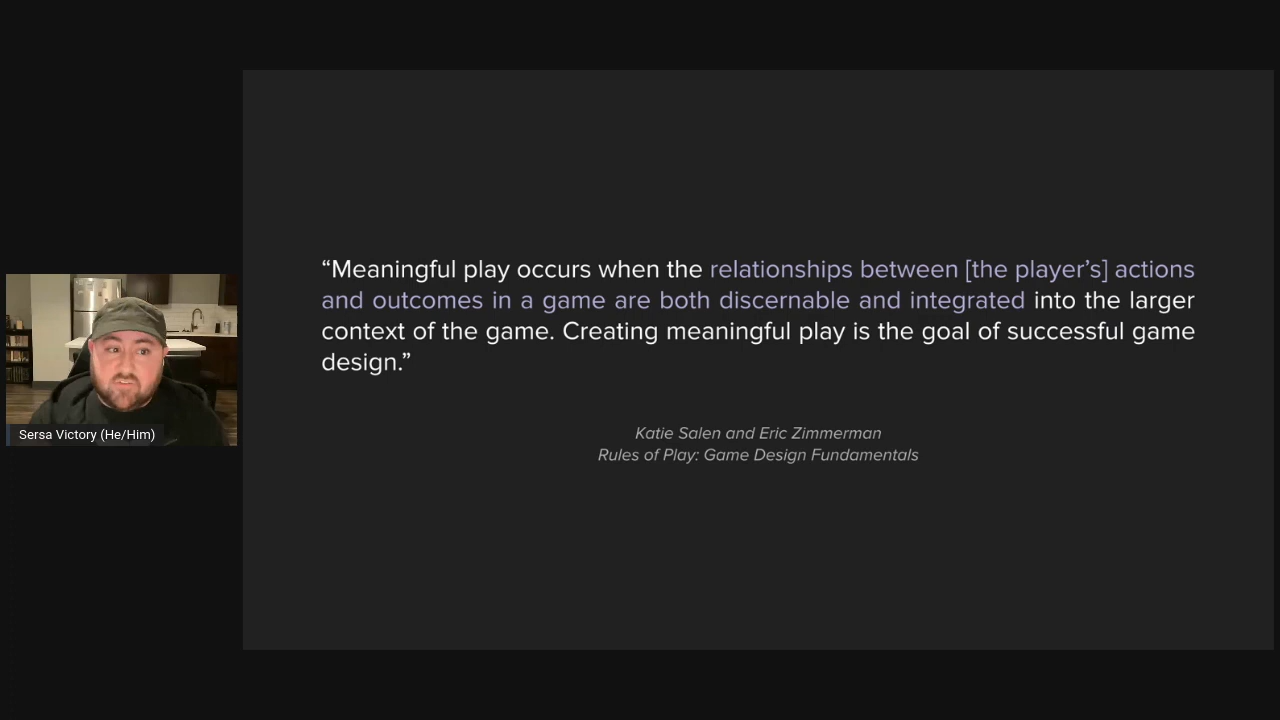 “Meaningful play occurs when the relationships between [the player’s] actions
and outcomes in a game are both discernable and integrated into the larger
context of the game. Creating meaningful play is the goal of successful game
design.”
Katie Salen and Eric Zimmerman
Rules of Play: Game Design Fundamentals
Sersa Victory (He/Him)